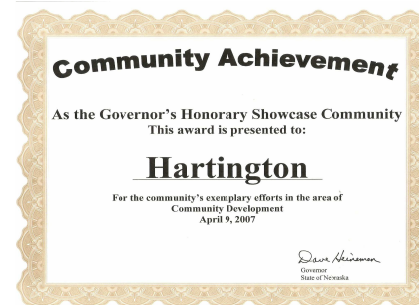 Community Achievement
As the Governor's Honorary Showcase Community
This award is presented to:
Hartington
For the community's exemplary efforts in the area of
Community Development
April 9, 2007
Dave Heineman
Governor
State of Nebraska